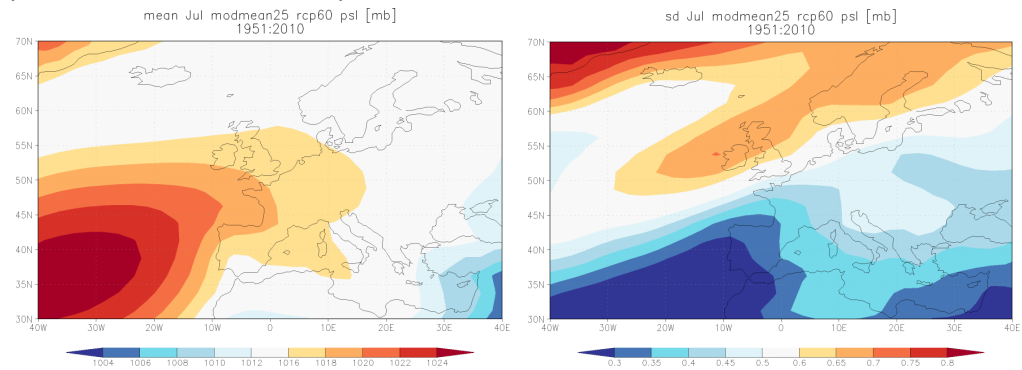 mean Jul modmean25 rcp60 psl [mb]
1951:2010
70N
65N
60N
55N
50N
45N
40N
35N
30N
40W 30W 20W 10W 0 10E 20E 30E 40E
1004 1006 1008 1010 1012 1016 1018 1020 1022 1024
sd Jul modmean25 rcp60 psl [mb]
1951:2010
70N
65N
60N
55N
50N
45N
40N
35N
30N
40W 30W 20W 10W 0 10E 20E 30E 40E
0.3 0.35 0.4 0.45 0.5 0.6 0.65 0.7 0.75 0.8